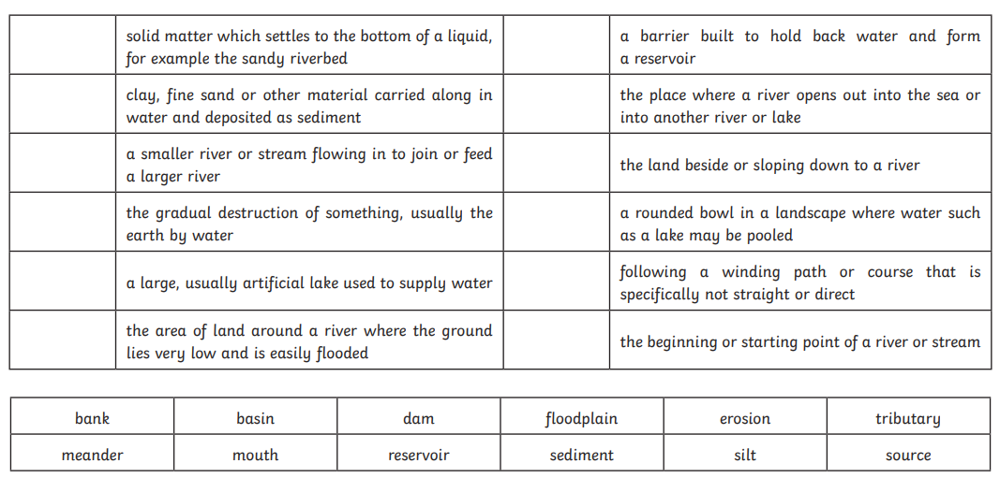 solid matter which settles to the bottom of a liquid,
for example the sandy riverbed
a barrier built to hold back water and form
a reservoir
clay, fine sand or other material carried along in
water and deposited as sediment
the place where a river opens out into the sea or
into another river or lake
a smaller river or stream flowing in to join or feed
a larger river
the land beside or sloping down to a river
the gradual destruction of something, usually the
earth by water
a rounded bowl in a landscape where water such
as a lake may be pooled
a large, usually artificial lake used to supply water
following a winding path or course that is
specifically not straight or direct
the area of land around a river where the ground
lies very low and is easily flooded
the beginning or starting point of a river or stream
bank basin dam floodplain erosion tributary
meander mouth reservoir sediment silt source